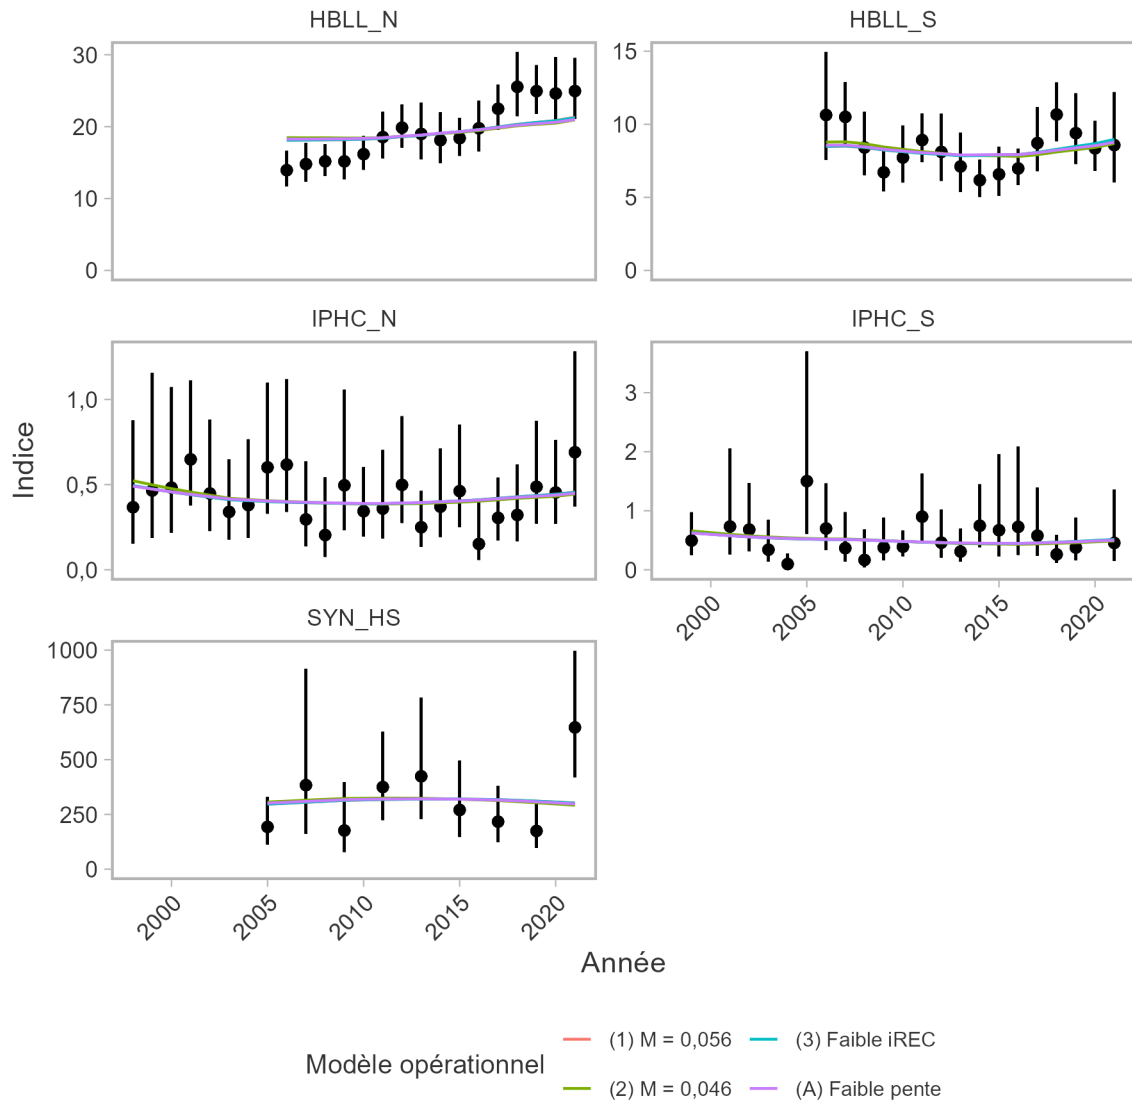 HBLL_N
HBLL_S
30
20
10
0
15
10
5
0
IPHC_N
IPHC_S
1,0
0,5
0,0
3
2
1
0
2000
2005
2010
2015
2020
SYN_HS
1000
750
500
250
0
2000
2005
2010
2015
2020
Indice
Année
Modèle opérationnel
(1) M = 0,056
(3) Faible iREC
(2) M = 0,046
(A) Faible pente